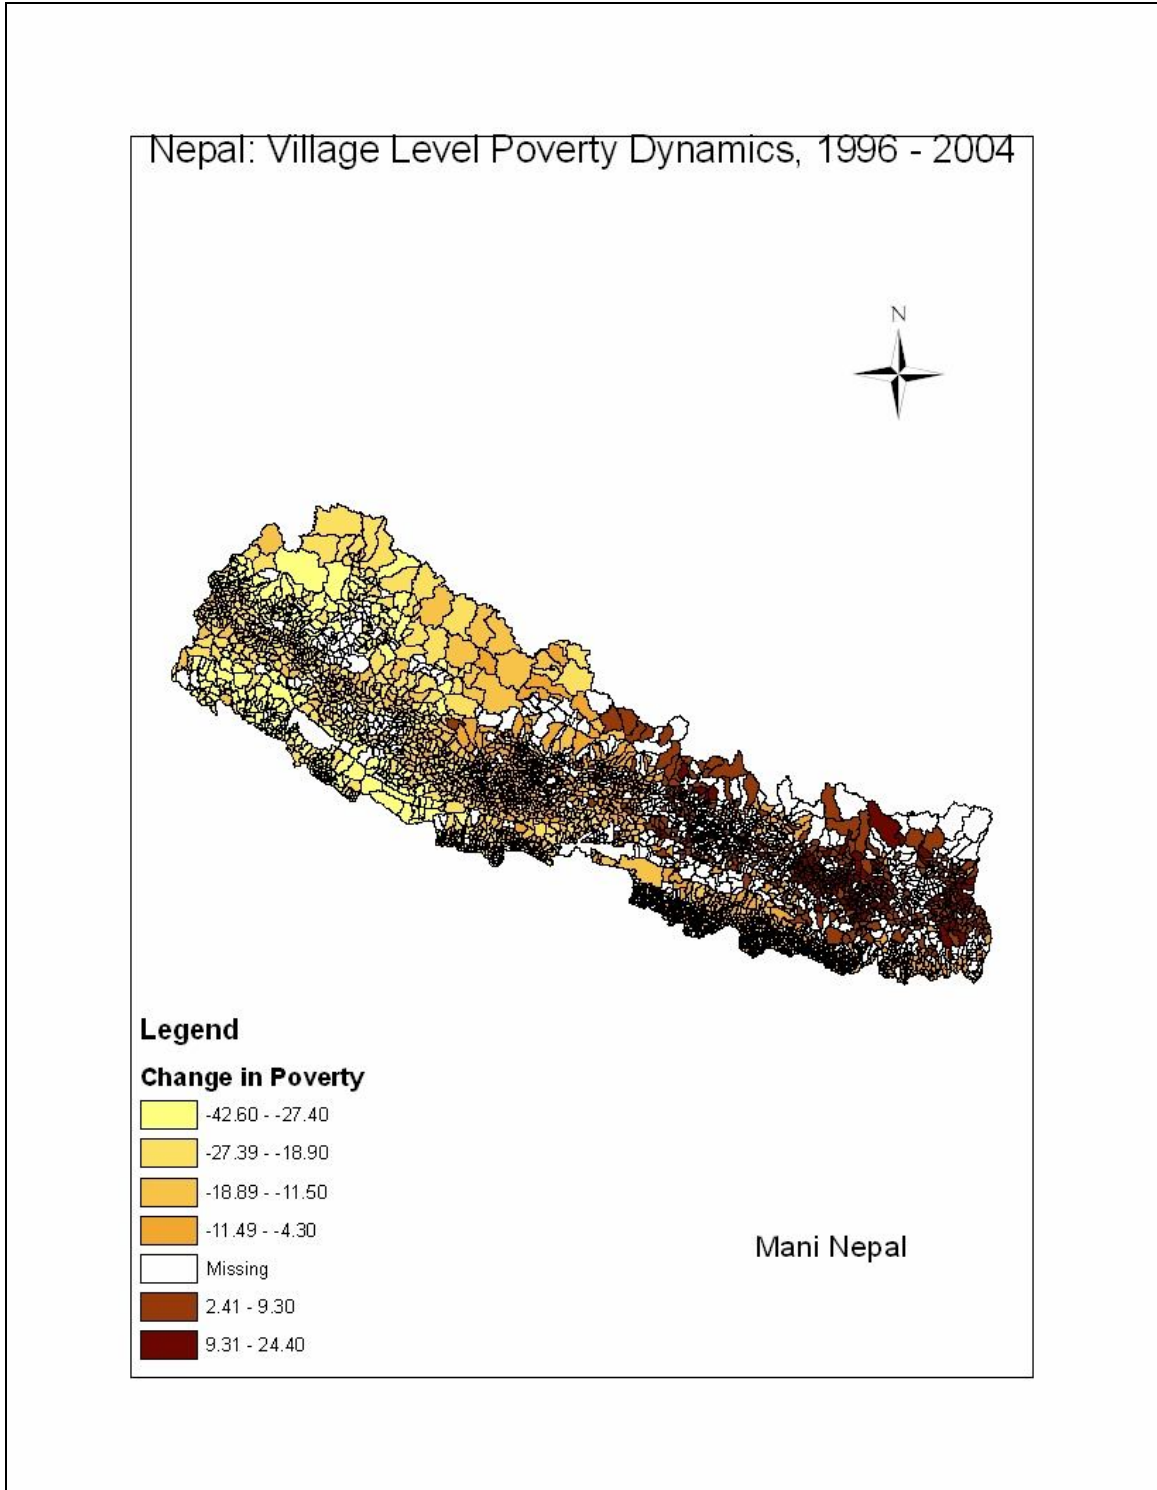 Nepal: Village Level Poverty Dynamics, 1996 - 2004
N
Legend
Change in Poverty
-42.60 - -27.40
-27.39 - -18.90
-18.89 - -11.50
-11.49 - -4.30
Missing
2.41 - 9.30
9.31 - 24.40
Mani Nepal